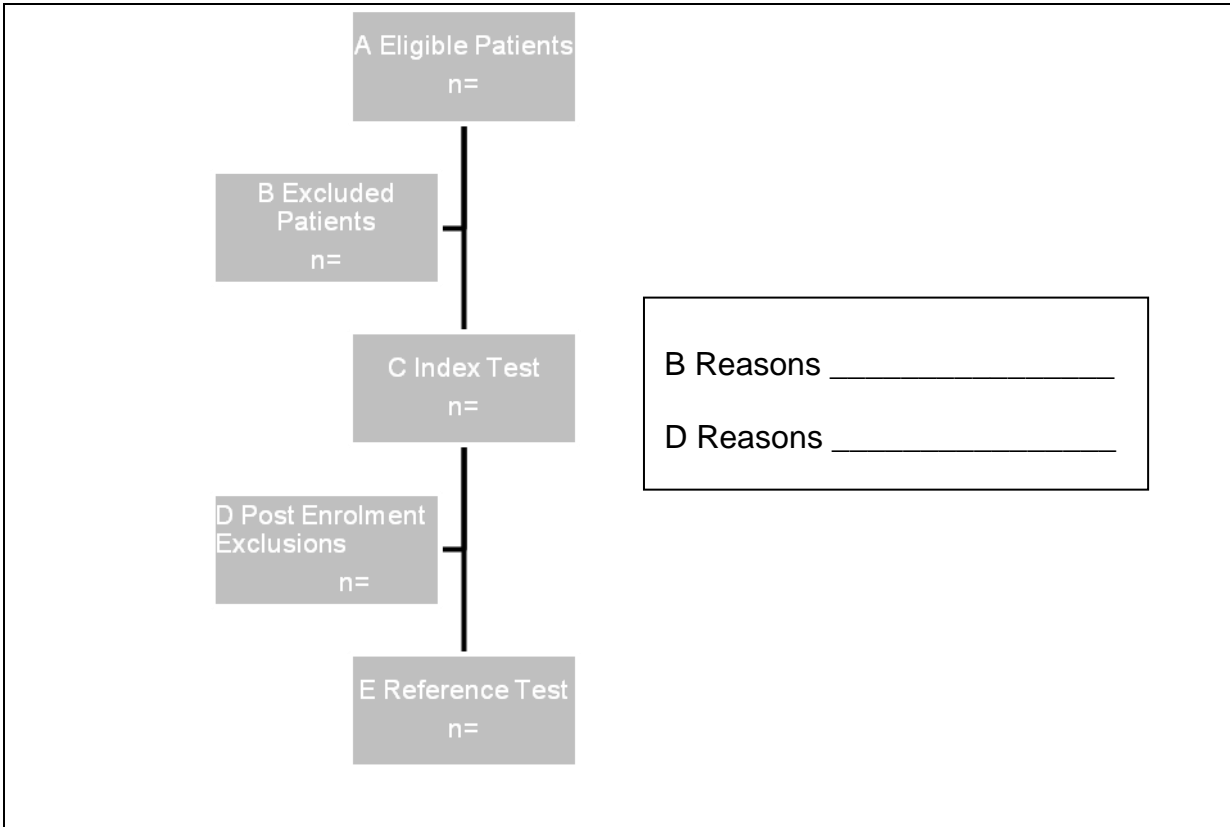 A Eligible Patients
n=
B Excluded
Patients
n=
C Index Test
n=
B Reasons ________________
D Reasons ________________
D Post Enrolment
Exclusions
n=
E Reference Test
n=